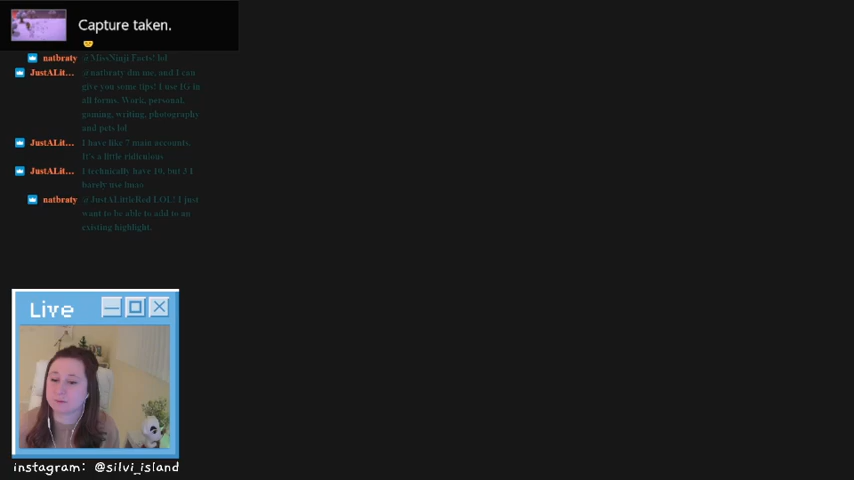 Capture taken.
natbraty @MissNinji Facts! lol
JustALit... @natbraty dm me, and I can
give you some tips! I use IG in
all forms. Work, personal,
gaming, writing, photography
and pets lol
JustALit... I have like 7 main accounts.
It's a little ridiculous
JustALit... I technically have 10, but 3 I
barely use lmao
natbraty @JustALittleRed LOL! I just
want to be able to add to an
existing highlight.
Live
instagram: @silvi_island